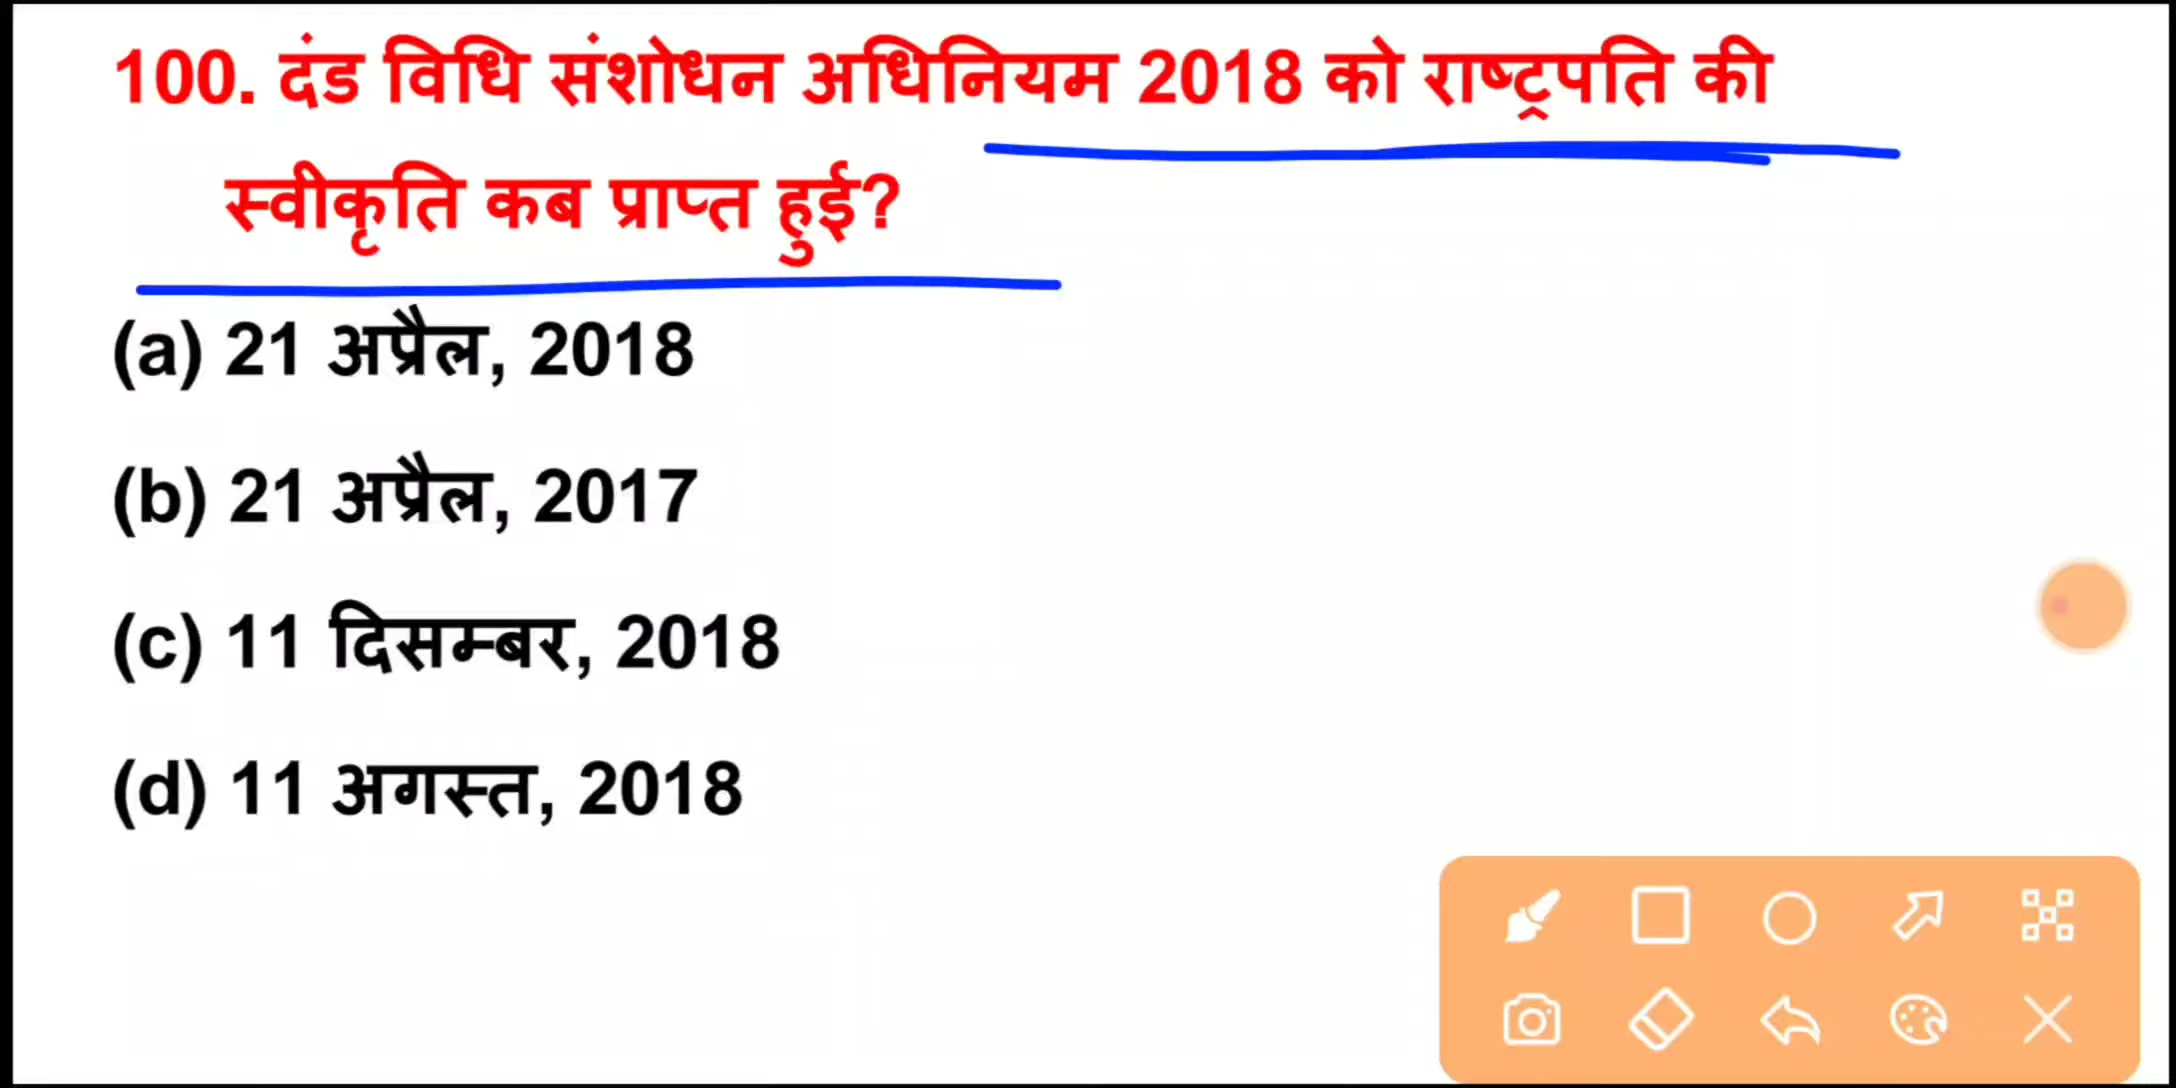 100. दंड विधि संशोधन अधिनियम 2018 को राष्ट्रपति की
स्वीकृति कब प्राप्त हुई?
(a) 21 अप्रैल, 2018
(b) 21 अप्रैल, 2017
(c) 11 दिसम्बर, 2018
(d) 11 अगस्त, 2018